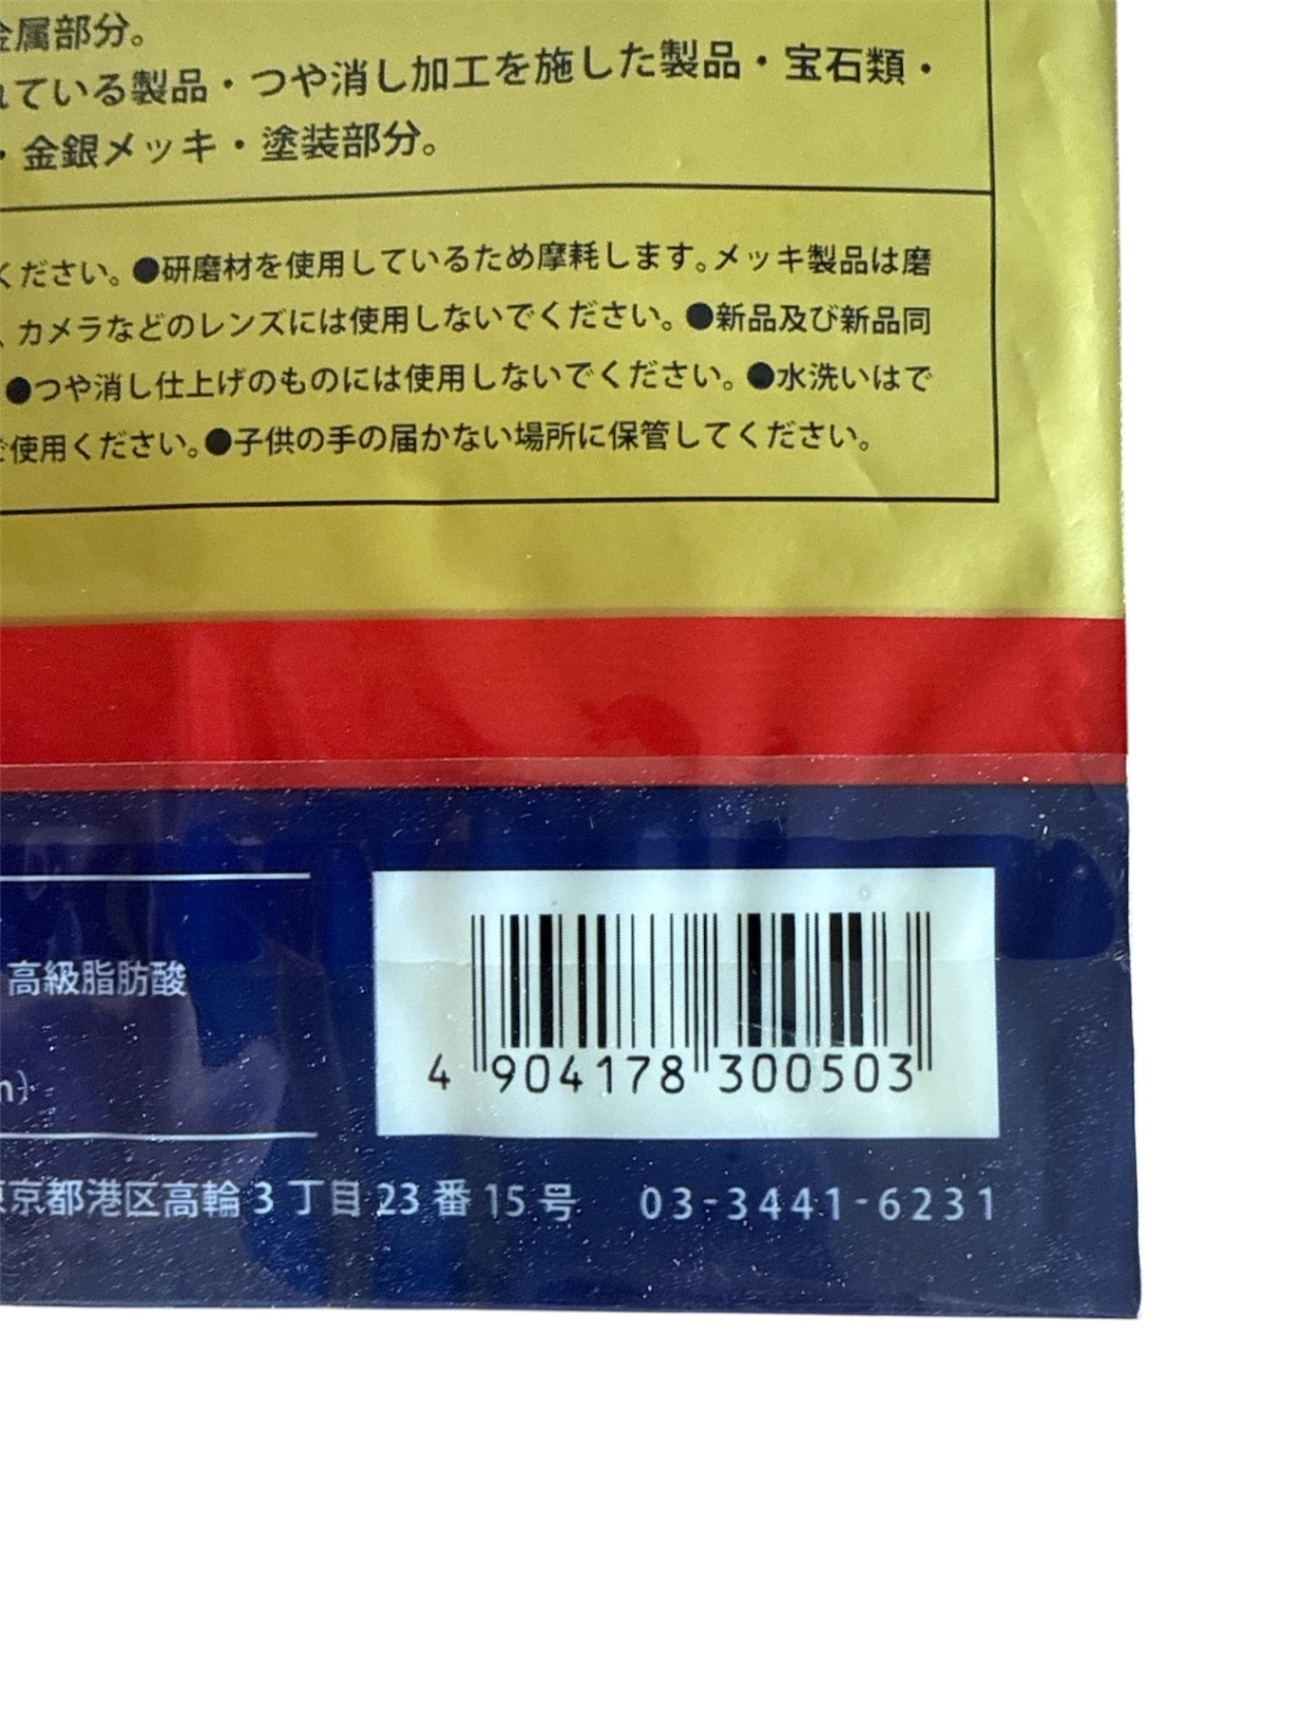 金属部分。
れている製品・つや消し加工を施した製品・宝石類・
・金銀メッキ・塗装部分。
ください。●研磨材を使用しているため摩耗します。メッキ製品は磨
、カメラなどのレンズには使用しないでください。●新品及び新品同
●つや消し仕上げのものには使用しないでください。●水洗いはで
ご使用ください。●子供の手の届かない場所に保管してください。
高級脂肪酸
m)
4 904178 300503
東京都港区高輪3丁目23番15号 03-3441-6231